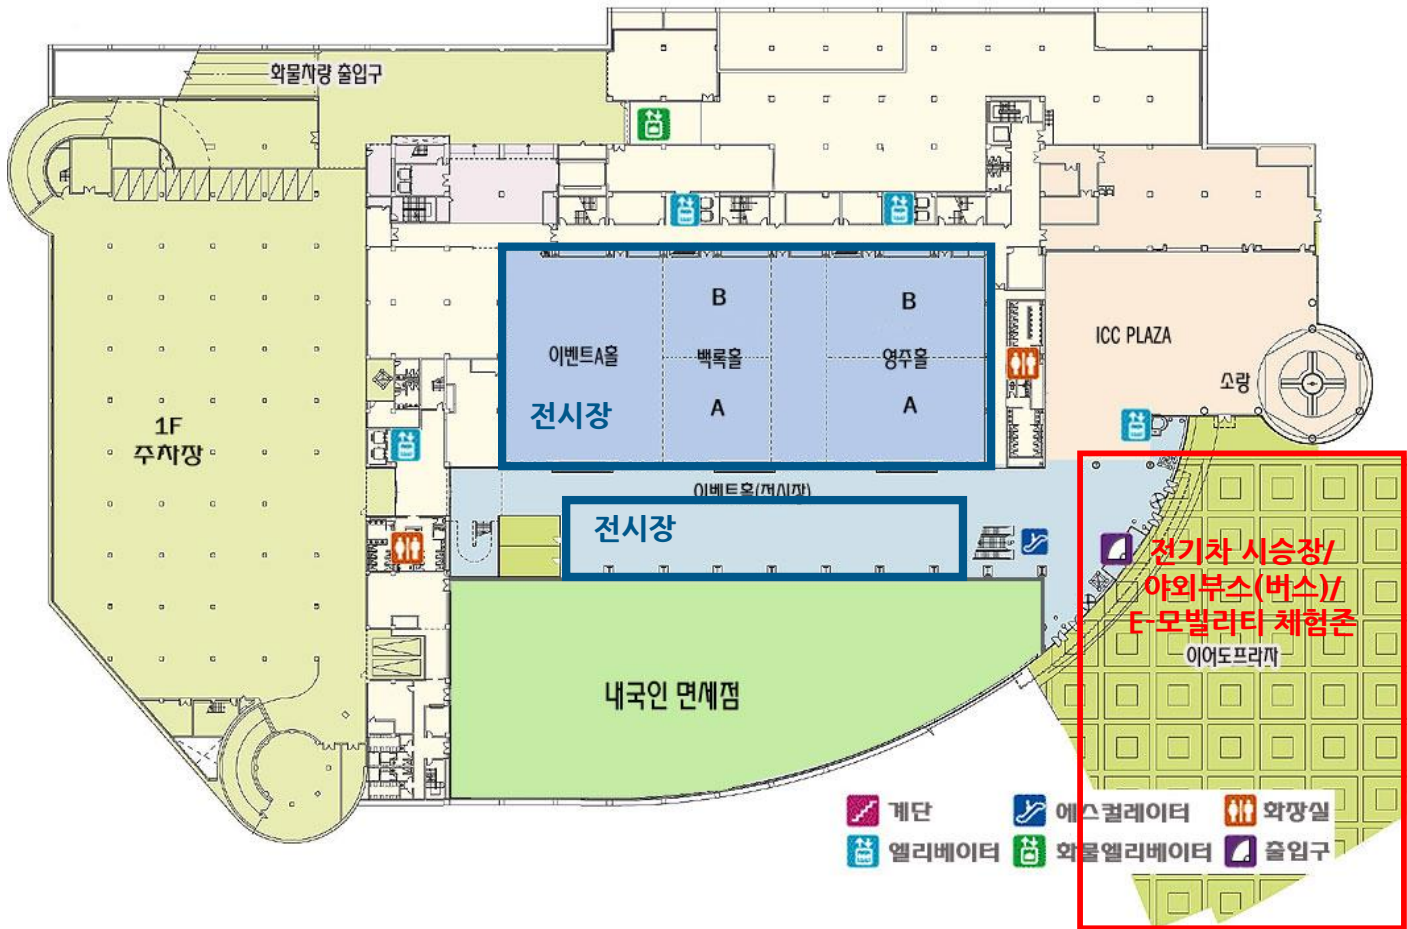 화물차량 출입구
B
B
이벤트A홀
백록홀
영주홀
ICC PLAZA
소랑
전시장
A
A
1F
주차장
이벤트홀(전시장)
전시장
전기차 시승장/
야외부스(버스)/
E-모빌리티 체험존
이어도프라자
내국인 면세점
계단
에스컬레이터
화장실
엘리베이터
화물엘리베이터
출입구